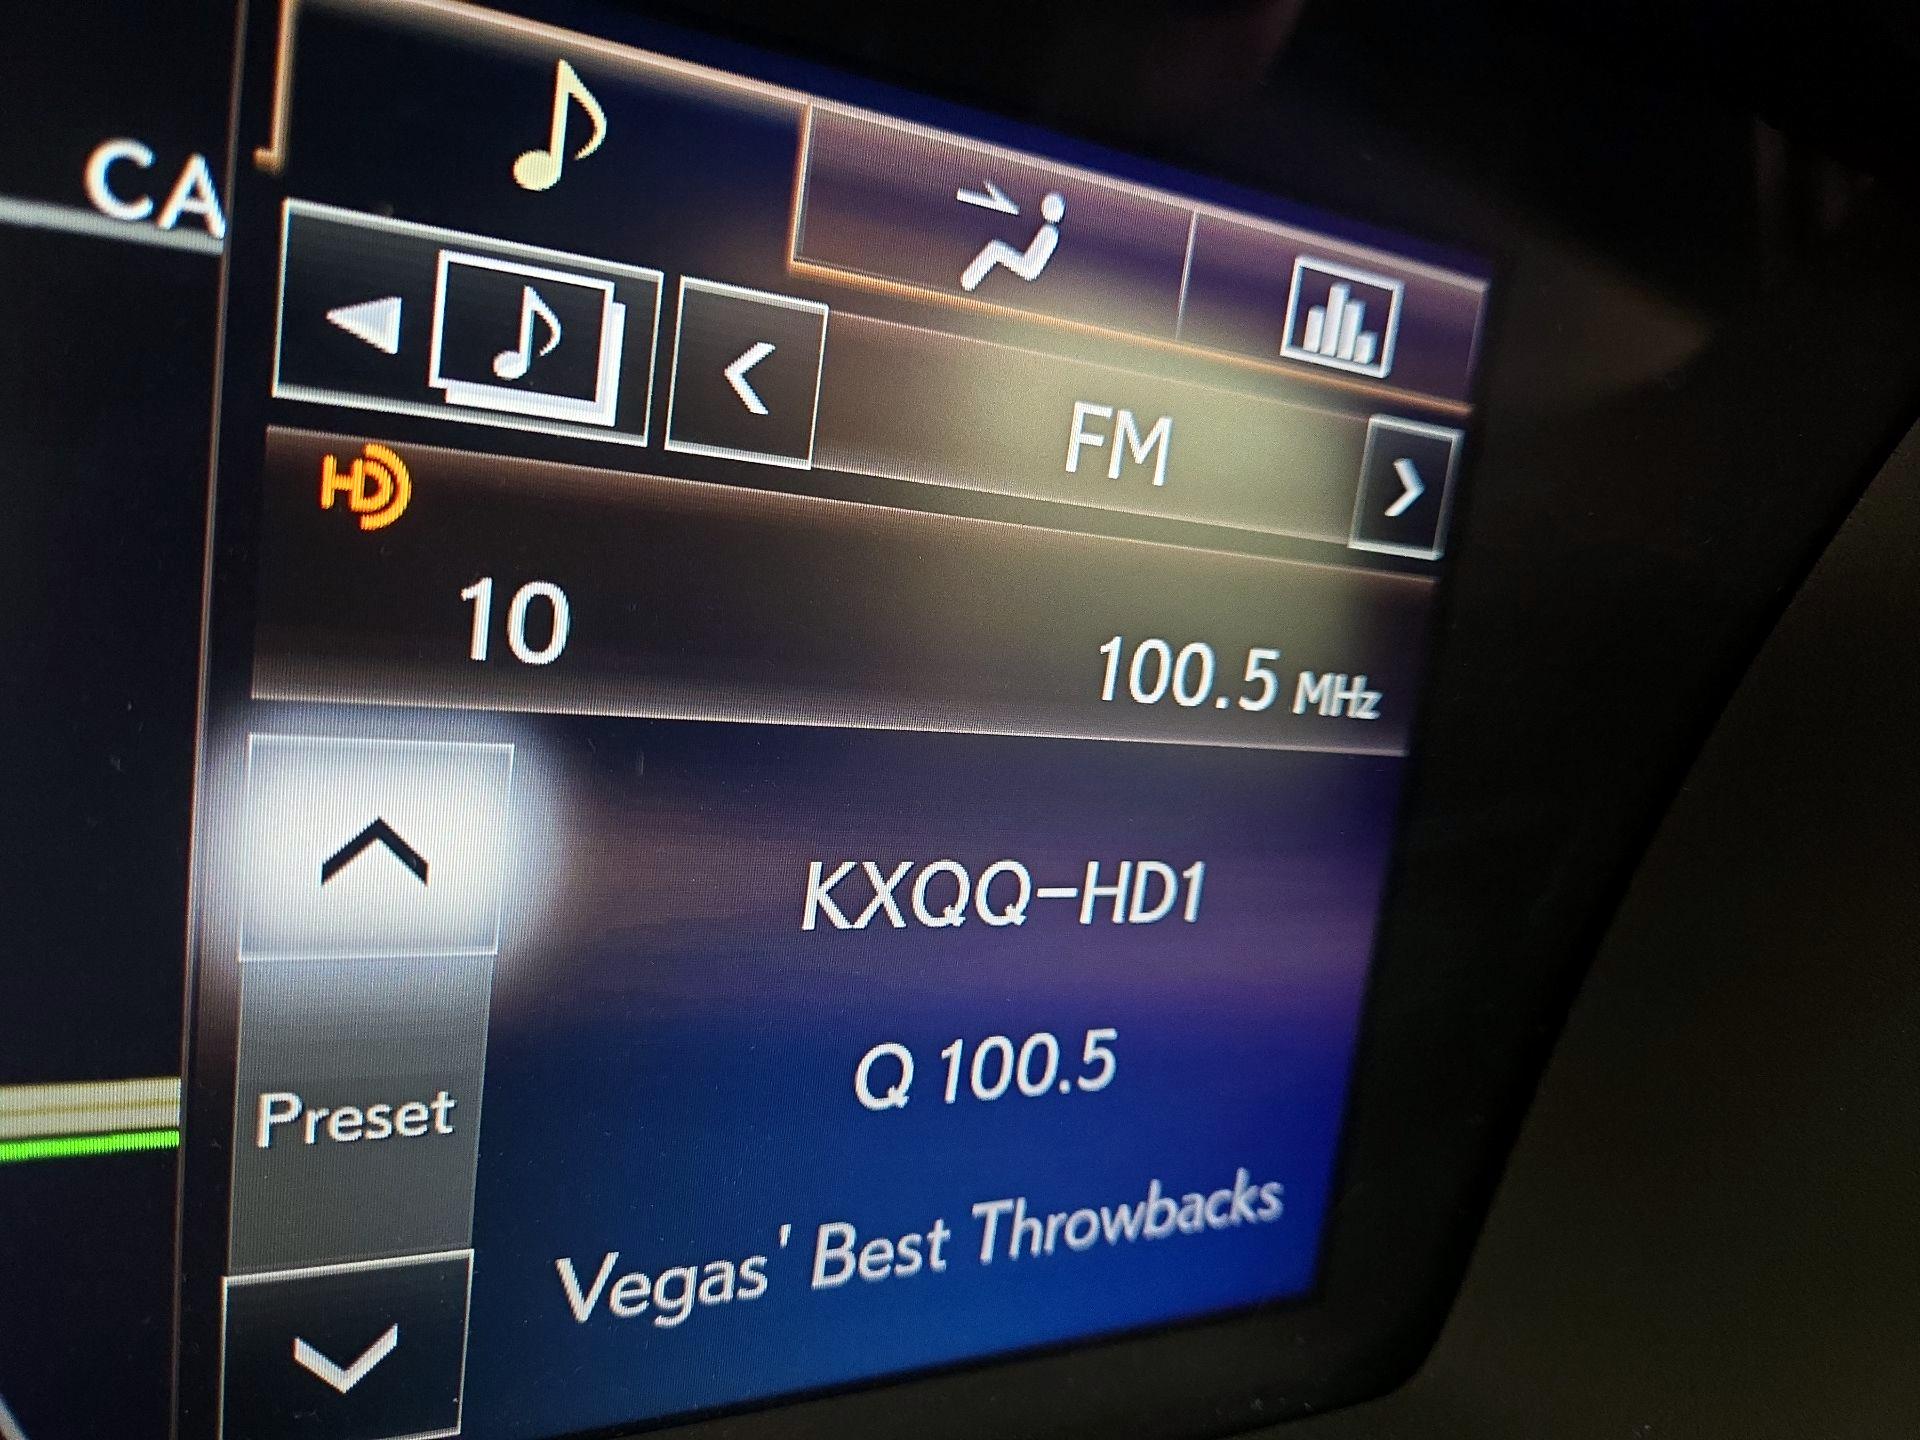 CA
FM
HD
10
100.5 MHz
KXQQ-HD1
Q 100.5
Preset
Vegas' Best Throwbacks